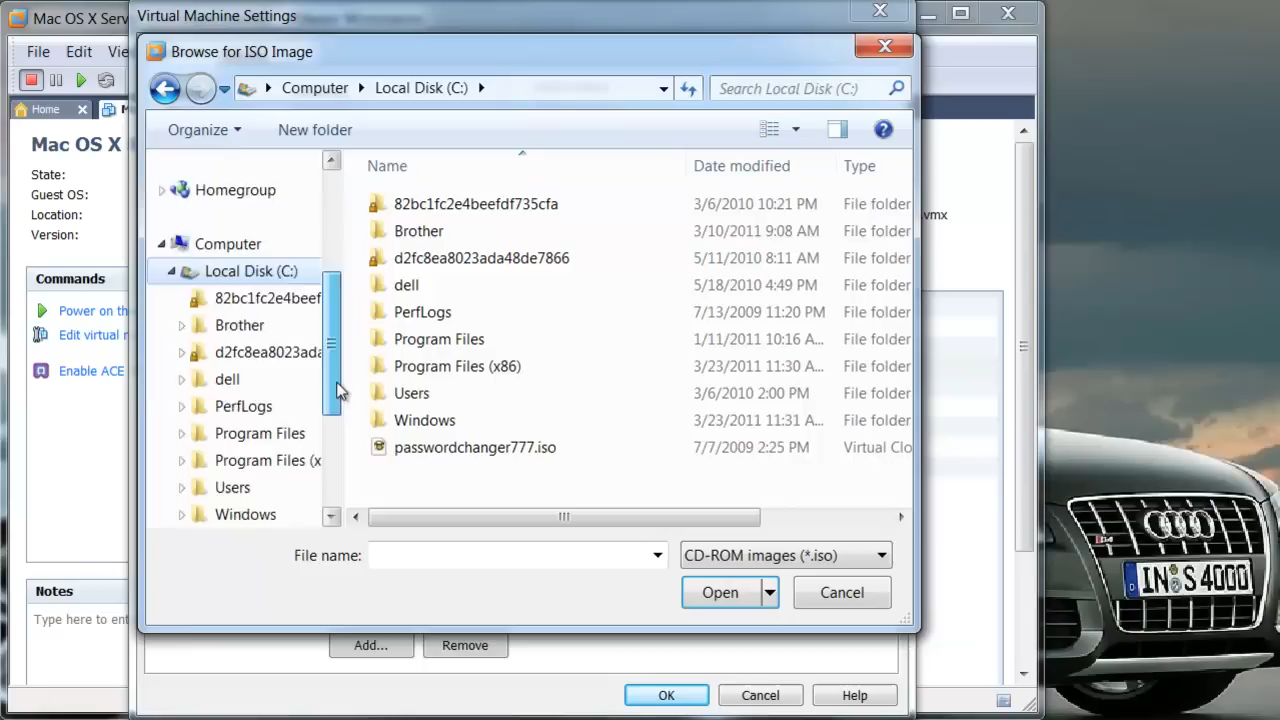 Mac OS X Serv
Virtual Machine Settings
Browse for ISO Image
File Edit Vie
Computer Local Disk (C:)
Search Local Disk (C:)
Home M
Organize New folder
Mac OS X
State:
Guest OS:
Location:
Version:
vmx
Commands
Power on th
Edit virtual r
Enable ACE
Notes
Type here to ent
Homegroup
Computer
Local Disk (C:)
82bc1fc2e4beef
Brother
d2fc8ea8023ada
dell
PerfLogs
Program Files
Program Files (x
Users
Windows
Name Date modified Type
82bc1fc2e4beefdf735cfa 3/6/2010 10:21 PM File folder
Brother 3/10/2011 9:08 AM File folder
d2fc8ea8023ada48de7866 5/11/2010 8:11 AM File folder
dell 5/18/2010 4:49 PM File folder
PerfLogs 7/13/2009 11:20 PM File folder
Program Files 1/11/2011 10:16 A... File folder
Program Files (x86) 3/23/2011 11:30 A... File folder
Users 3/6/2010 2:00 PM File folder
Windows 3/23/2011 11:31 A... File folder
passwordchanger777.iso 7/7/2009 2:25 PM Virtual Clo
File name: CD-ROM images (*.iso)
Open Cancel
Add... Remove
OK Cancel Help
S4
IN S 4000